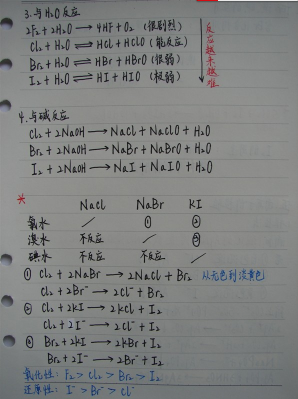 3. 与H₂O反应
2F₂+2H₂O → 4HF+O₂ (很剧烈)
Cl₂+H₂O ⇌ HCl+HClO (能反应)
Br₂+H₂O ⇌ HBr+HBrO (很弱)
I₂+H₂O ⇌ HI+HIO (极弱)
反应越来越难
4. 与碱反应
Cl₂+2NaOH → NaCl+NaClO+H₂O
Br₂+2NaOH → NaBr+NaBrO+H₂O
I₂+2NaOH → NaI+NaIO+H₂O
NaCl NaBr KI
氯水 / ① ②
溴水 不反应 / ③
碘水 不反应 不反应 /
① Cl₂+2NaBr → 2NaCl+Br₂ 从无色到淡黄色
Cl₂+2Br⁻ → 2Cl⁻+Br₂
② Cl₂+2KI → 2KCl+I₂
Cl₂+2I⁻ → 2Cl⁻+I₂
③ Br₂+2KI → 2KBr+I₂
Br₂+2I⁻ → 2Br⁻+I₂
氧化性: F₂>Cl₂>Br₂>I₂
还原性: I⁻>Br⁻>Cl⁻